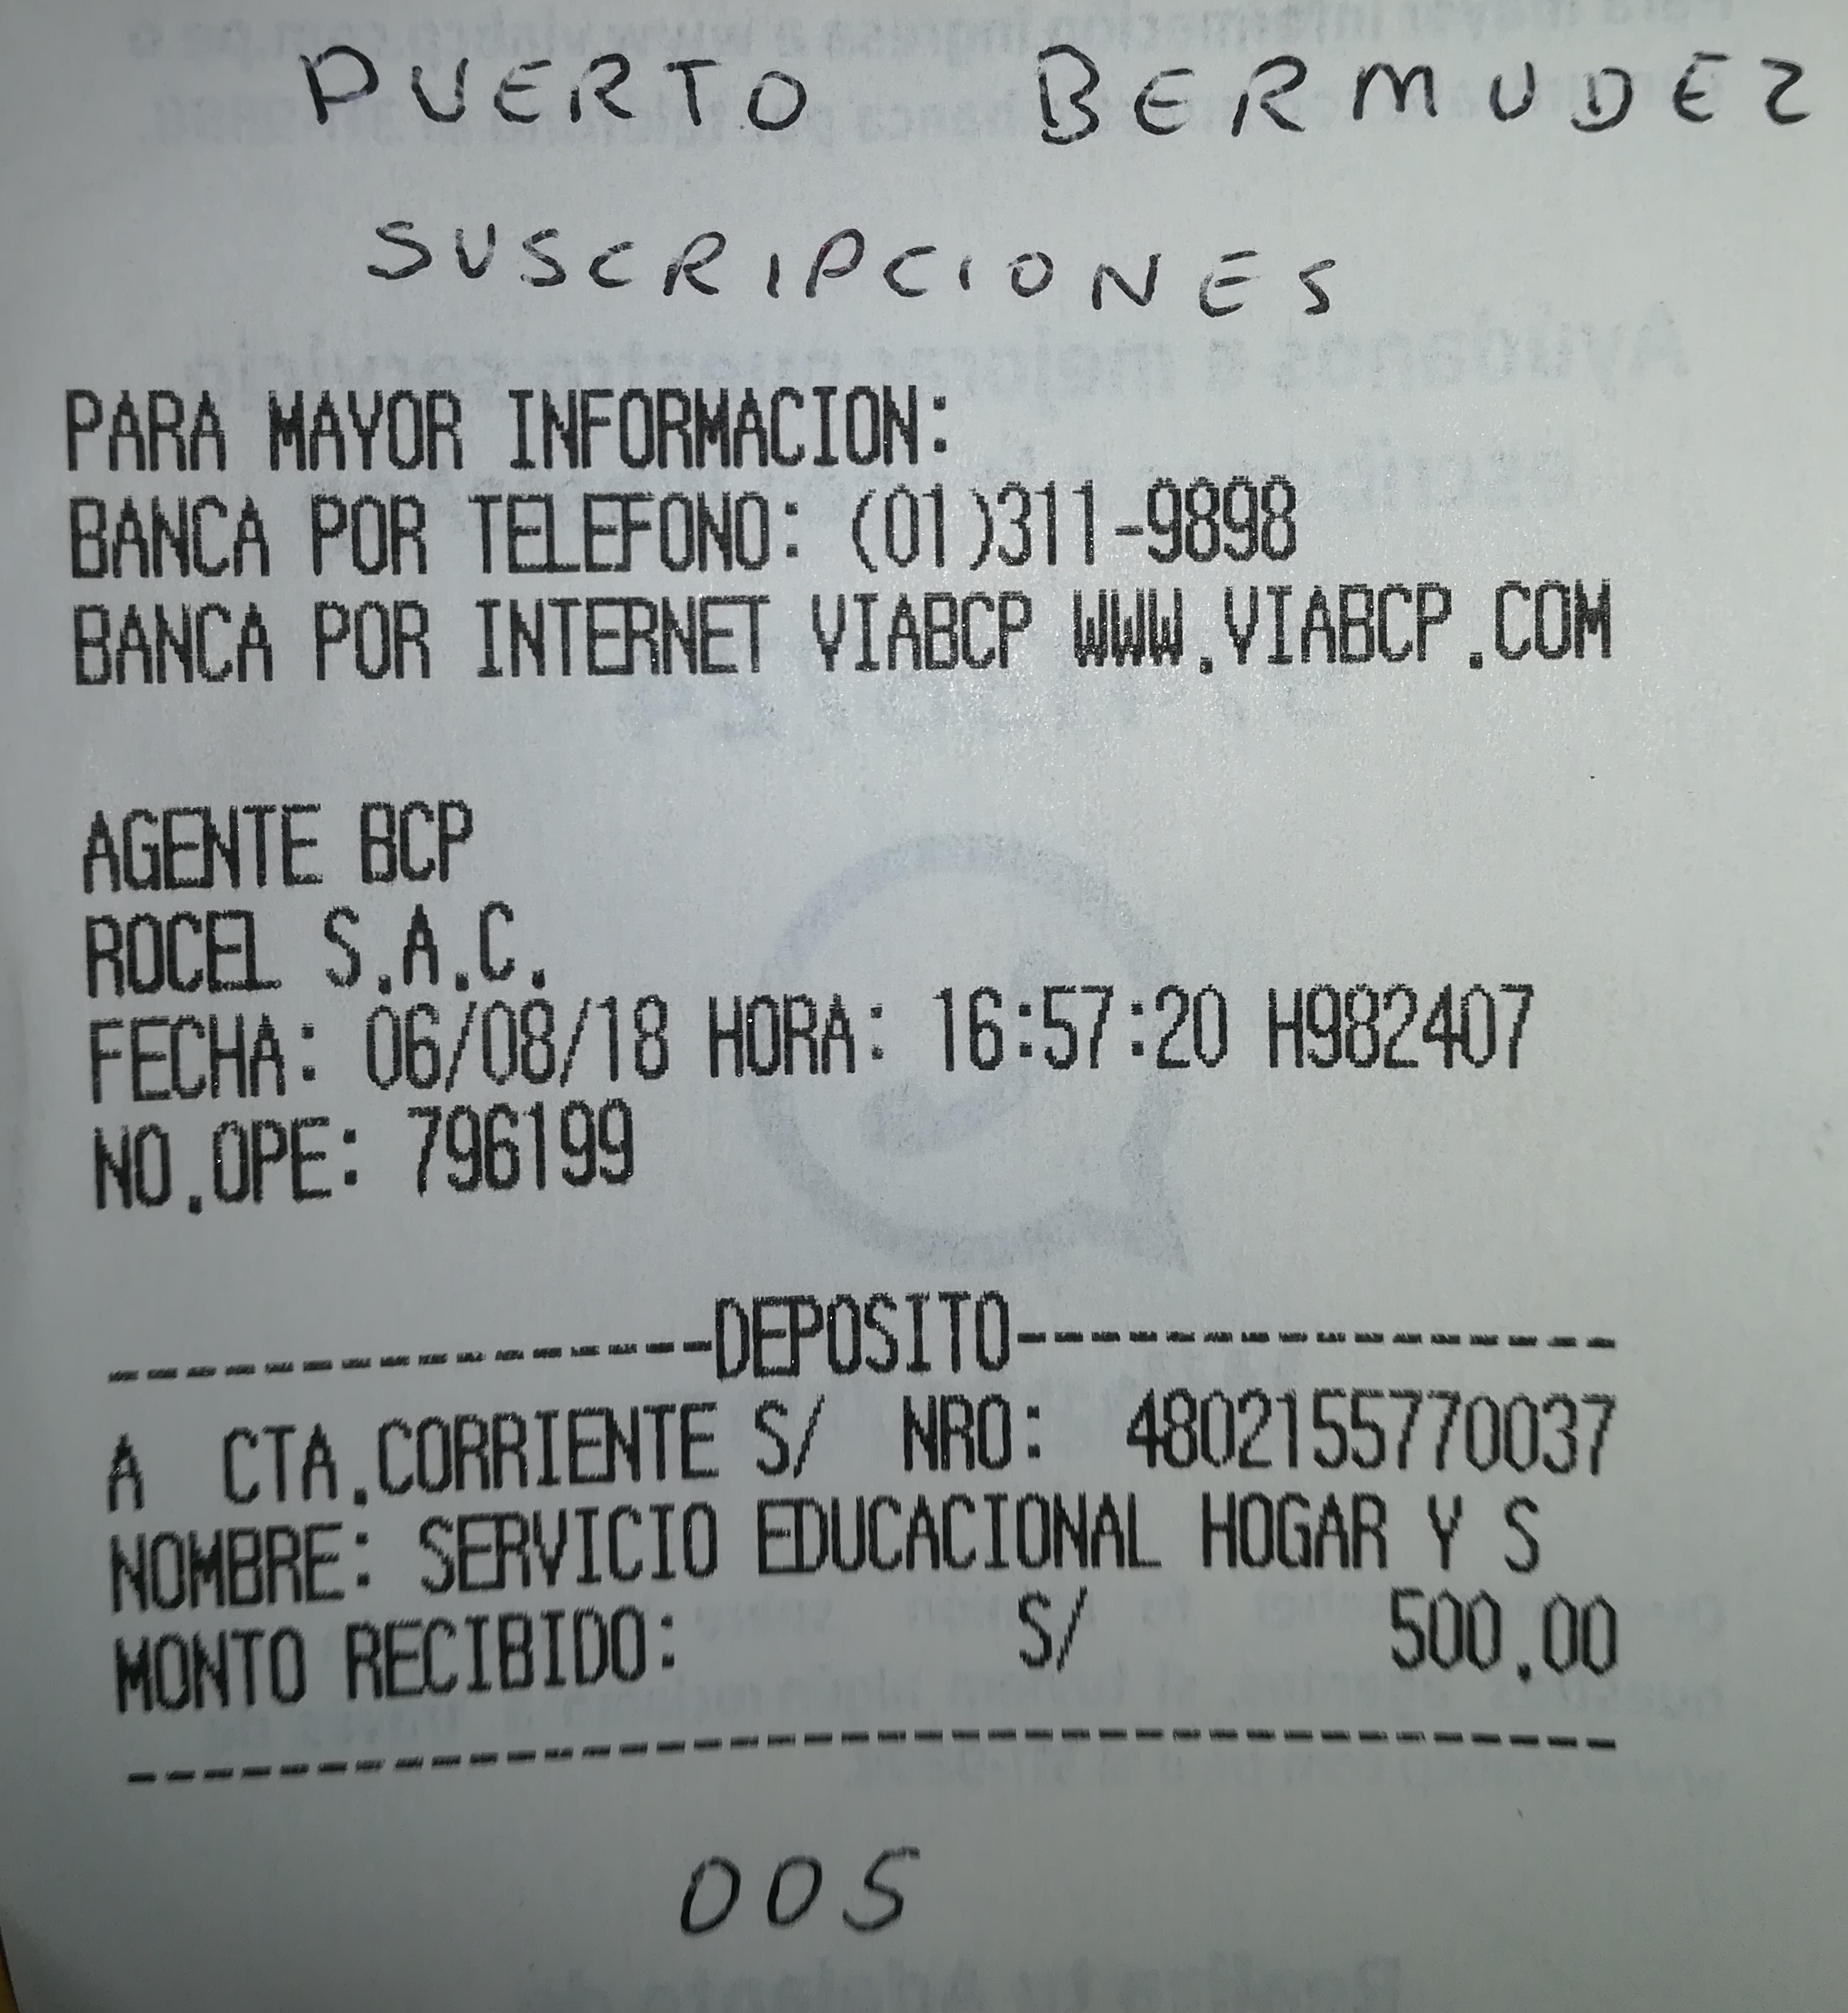 PUERTO BERMUDEZ
SUSCRIPCIONES
PARA MAYOR INFORMACION:
BANCA POR TELEFONO: (01)311-9898
BANCA POR INTERNET VIABCP WWW.VIABCP.COM
AGENTE BCP
ROCEL S.A.C.
FECHA: 06/08/18 HORA: 16:57:20 H982407
NO.OPE: 796199
----------------DEPOSITO----------------
A CTA.CORRIENTE S/ NRO: 4802155770037
NOMBRE: SERVICIO EDUCACIONAL HOGAR Y S
MONTO RECIBIDO: S/ 500.00
----------------------------------------
005